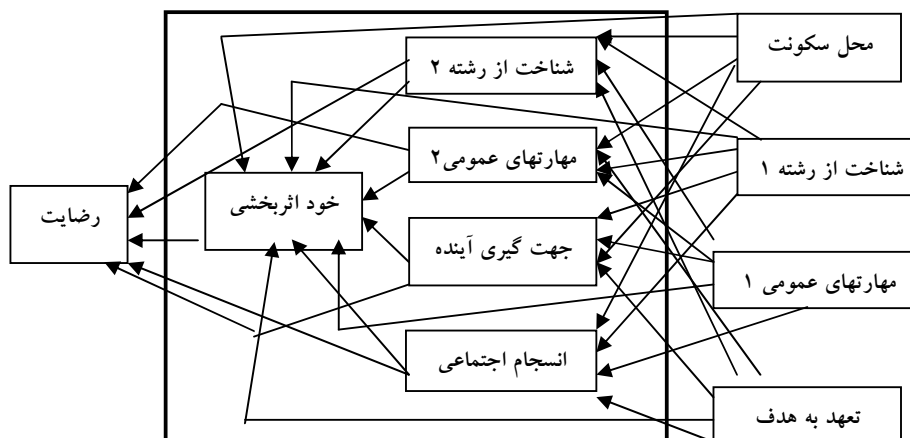 محل سکونت
شناخت از رشته ۲
مهارتهای عمومی۲
شناخت از رشته ۱
خود اثربخشی
رضایت
جهت گیری آینده
مهارتهای عمومی ۱
انسجام اجتماعی
تعهد به هدف